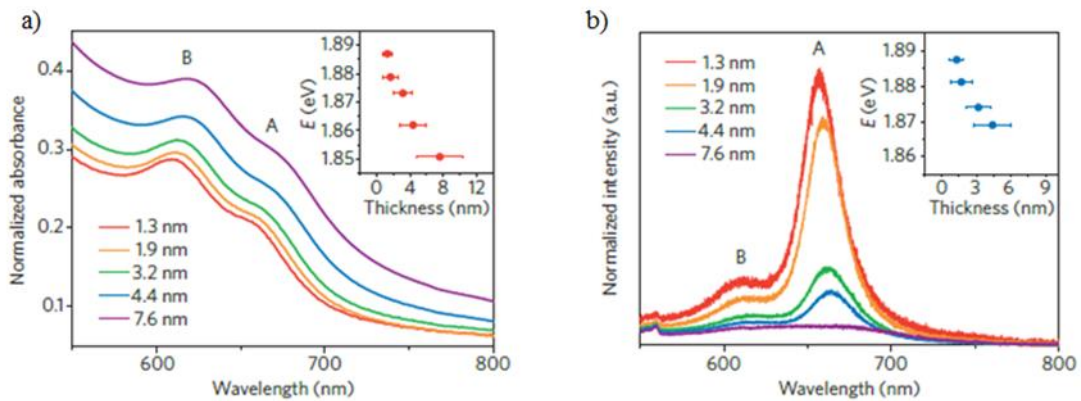 a)
Normalized absorbance
0.4
0.3
0.2
0.1
B
A
1.3 nm
1.9 nm
3.2 nm
4.4 nm
7.6 nm
600
700
800
Wavelength (nm)
E (eV)
1.89
1.88
1.87
1.86
1.85
0 4 8 12
Thickness (nm)
b)
Normalized intensity (a.u.)
1.3 nm
1.9 nm
3.2 nm
4.4 nm
7.6 nm
A
B
600
700
800
Wavelength (nm)
E (eV)
1.89
1.88
1.87
1.86
0 3 6 9
Thickness (nm)